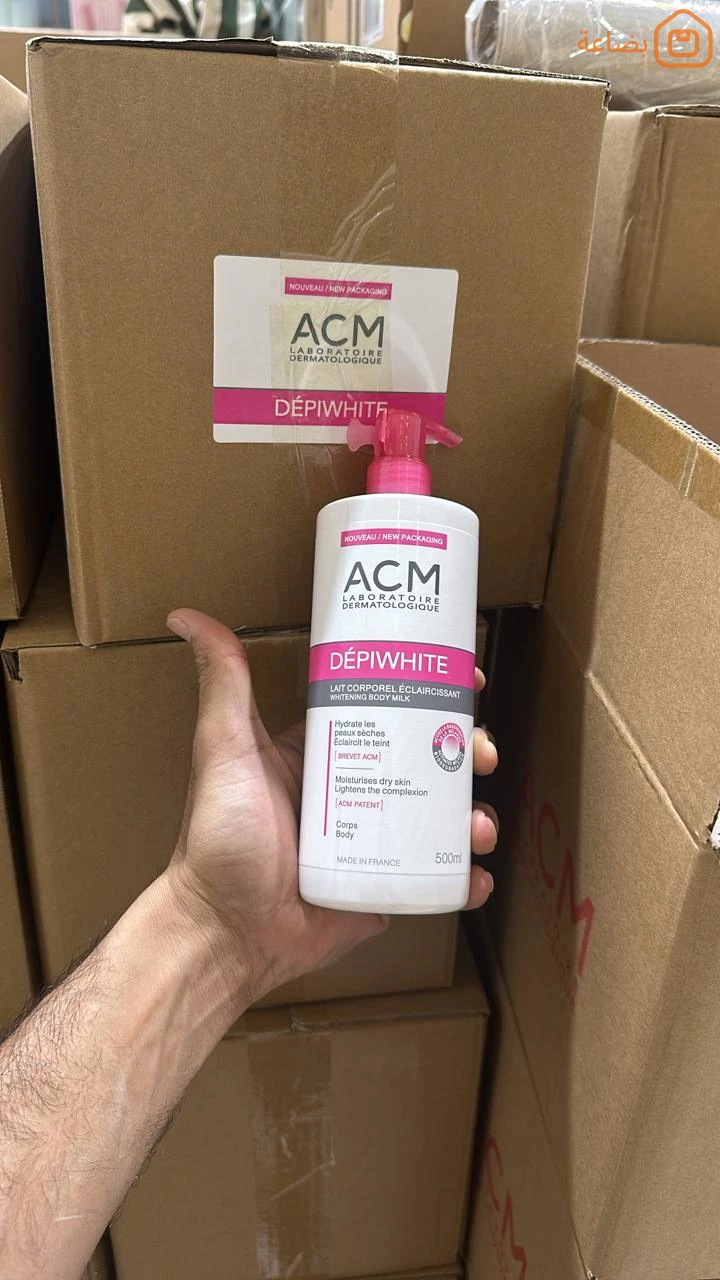 بضاعة
NOUVEAU / NEW PACKAGING
ACM
LABORATOIRE
DERMATOLOGIQUE
DÉPIWHITE
NOUVEAU / NEW PACKAGING
ACM
LABORATOIRE
DERMATOLOGIQUE
DÉPIWHITE
LAIT CORPOREL ÉCLAIRCISSANT
WHITENING BODY MILK
Hydrate les
peaux sèches
Éclaircit le teint
[BREVET ACM]
Moisturises dry skin
Lightens the complexion
[ACM PATENT]
Corps
Body
MADE IN FRANCE
500ml
ACM
CM